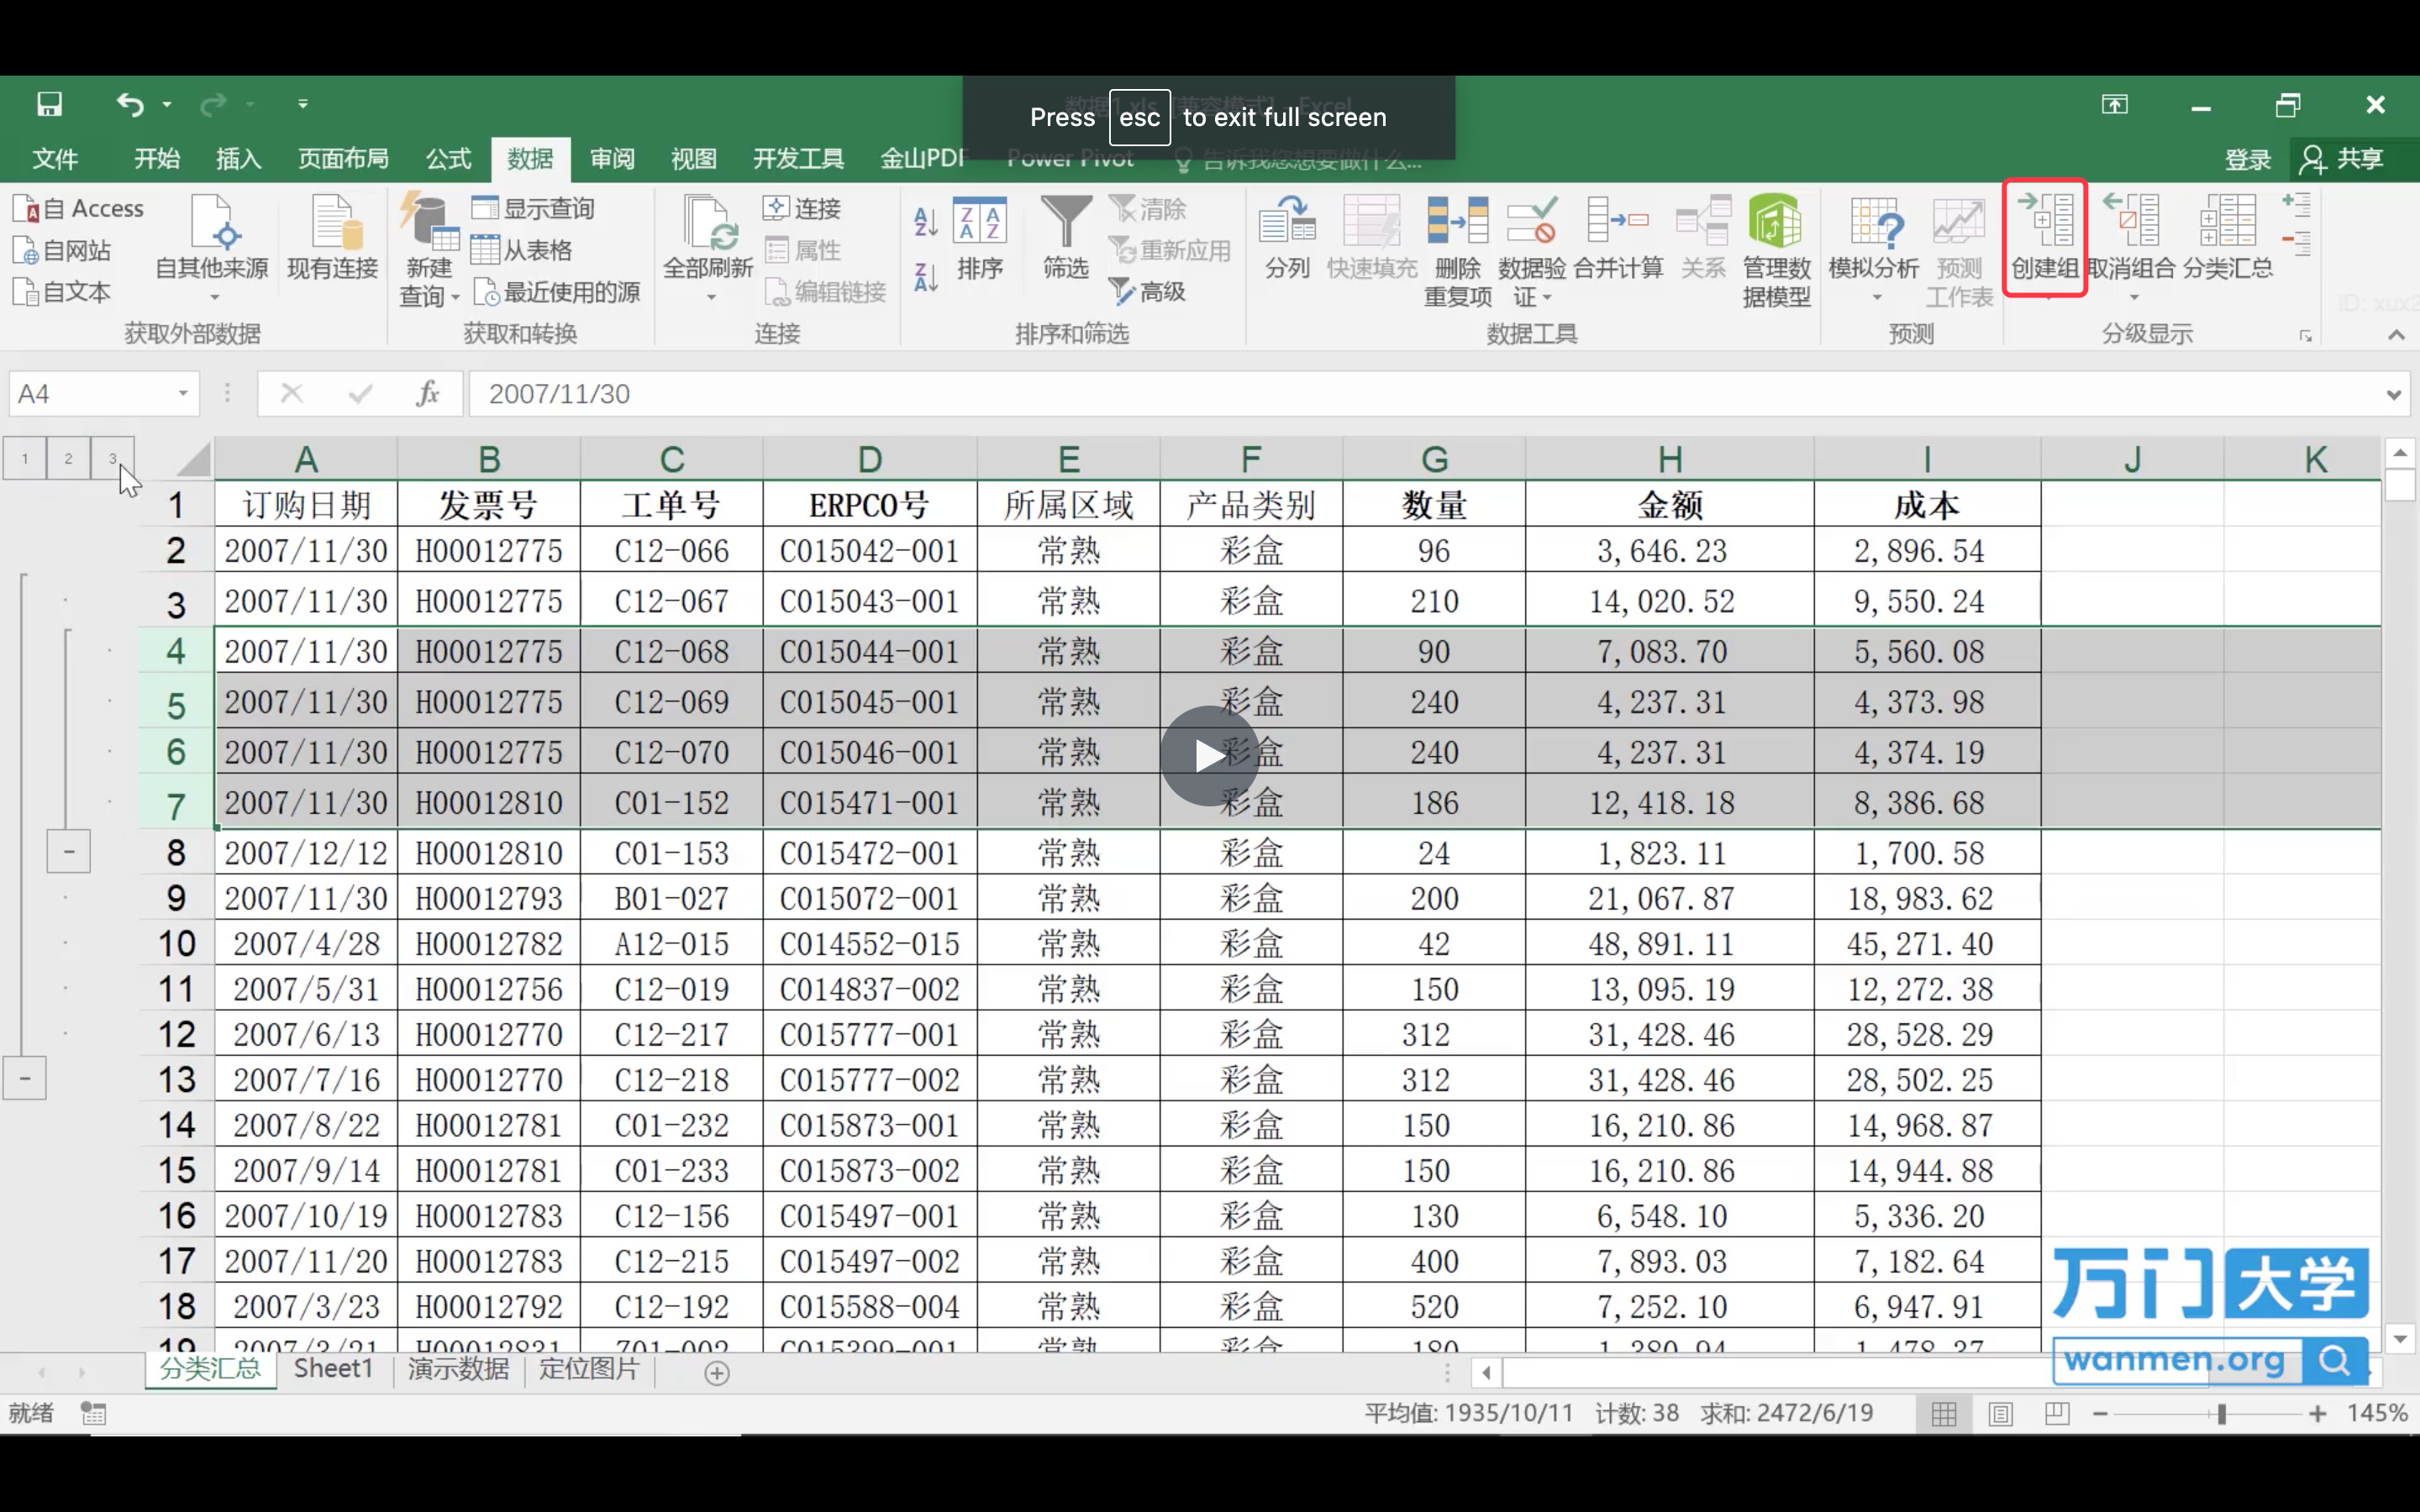 数据1.xls [兼容模式] - Excel
Press esc to exit full screen
文件 开始 插入 页面布局 公式 数据 审阅 视图 开发工具 金山PDF Power Pivot 告诉我您想要做什么... 登录 共享
自 Access 显示查询 连接 清除
自网站 从表格 属性 重新应用
自文本 最近使用的源 编辑链接 高级
自其他来源 现有连接 新建查询 全部刷新 排序 筛选 分列 快速填充 删除重复项 数据验证 合并计算 关系 管理数据模型 模拟分析 预测工作表 创建组 取消组合 分类汇总
获取外部数据 获取和转换 连接 排序和筛选 数据工具 预测 分级显示
A4 fx 2007/11/30
1 2 3 A B C D E F G H I J K
1 订购日期 发票号 工单号 ERPCO号 所属区域 产品类别 数量 金额 成本
2 2007/11/30 H00012775 C12-066 C015042-001 常熟 彩盒 96 3,646.23 2,896.54
3 2007/11/30 H00012775 C12-067 C015043-001 常熟 彩盒 210 14,020.52 9,550.24
4 2007/11/30 H00012775 C12-068 C015044-001 常熟 彩盒 90 7,083.70 5,560.08
5 2007/11/30 H00012775 C12-069 C015045-001 常熟 彩盒 240 4,237.31 4,373.98
6 2007/11/30 H00012775 C12-070 C015046-001 常熟 彩盒 240 4,237.31 4,374.19
7 2007/11/30 H00012810 C01-152 C015471-001 常熟 彩盒 186 12,418.18 8,386.68
8 2007/12/12 H00012810 C01-153 C015472-001 常熟 彩盒 24 1,823.11 1,700.58
9 2007/11/30 H00012793 B01-027 C015072-001 常熟 彩盒 200 21,067.87 18,983.62
10 2007/4/28 H00012782 A12-015 C014552-015 常熟 彩盒 42 48,891.11 45,271.40
11 2007/5/31 H00012756 C12-019 C014837-002 常熟 彩盒 150 13,095.19 12,272.38
12 2007/6/13 H00012770 C12-217 C015777-001 常熟 彩盒 312 31,428.46 28,528.29
13 2007/7/16 H00012770 C12-218 C015777-002 常熟 彩盒 312 31,428.46 28,502.25
14 2007/8/22 H00012781 C01-232 C015873-001 常熟 彩盒 150 16,210.86 14,968.87
15 2007/9/14 H00012781 C01-233 C015873-002 常熟 彩盒 150 16,210.86 14,944.88
16 2007/10/19 H00012783 C12-156 C015497-001 常熟 彩盒 130 6,548.10 5,336.20
17 2007/11/20 H00012783 C12-215 C015497-002 常熟 彩盒 400 7,893.03 7,182.64
18 2007/3/23 H00012792 C12-192 C015588-004 常熟 彩盒 520 7,252.10 6,947.91
万门大学
wanmen.org
分类汇总 Sheet1 演示数据 定位图片
就绪 平均值: 1935/10/11 计数: 38 求和: 2472/6/19 145%